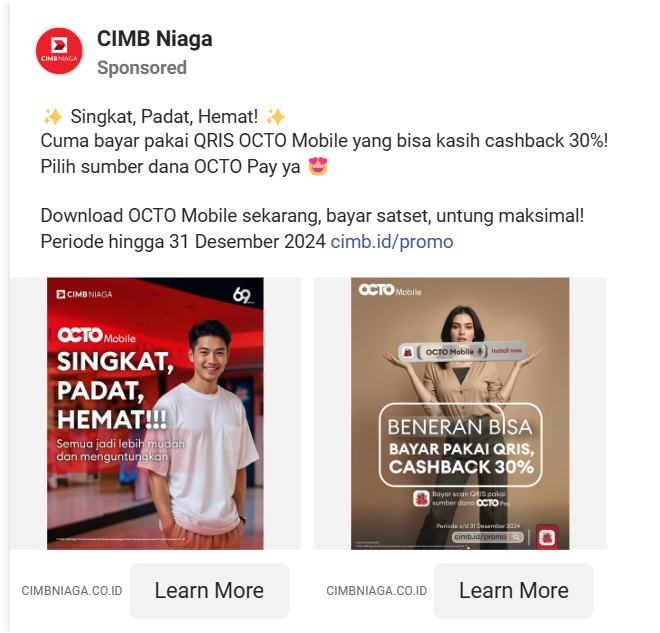 CIMB NIAGA
CIMB Niaga
Sponsored
✨ Singkat, Padat, Hemat! ✨
Cuma bayar pakai QRIS OCTO Mobile yang bisa kasih cashback 30%!
Pilih sumber dana OCTO Pay ya 😍
Download OCTO Mobile sekarang, bayar satset, untung maksimal!
Periode hingga 31 Desember 2024 cimb.id/promo
CIMB NIAGA
69
OCTO Mobile
SINGKAT,
PADAT,
HEMAT!!!
Semua jadi lebih mudah
dan menguntungkan
CIMBNIAGA.CO.ID
Learn More
OCTO Mobile
OCTO Mobile
Install now
BENERAN BISA
BAYAR PAKAI QRIS,
CASHBACK 30%
Bayar scan QRIS pakai
sumber dana OCTO Pay
Periode s/d 31 Desember 2024
cimb.id/promo
CIMBNIAGA.CO.ID
Learn More